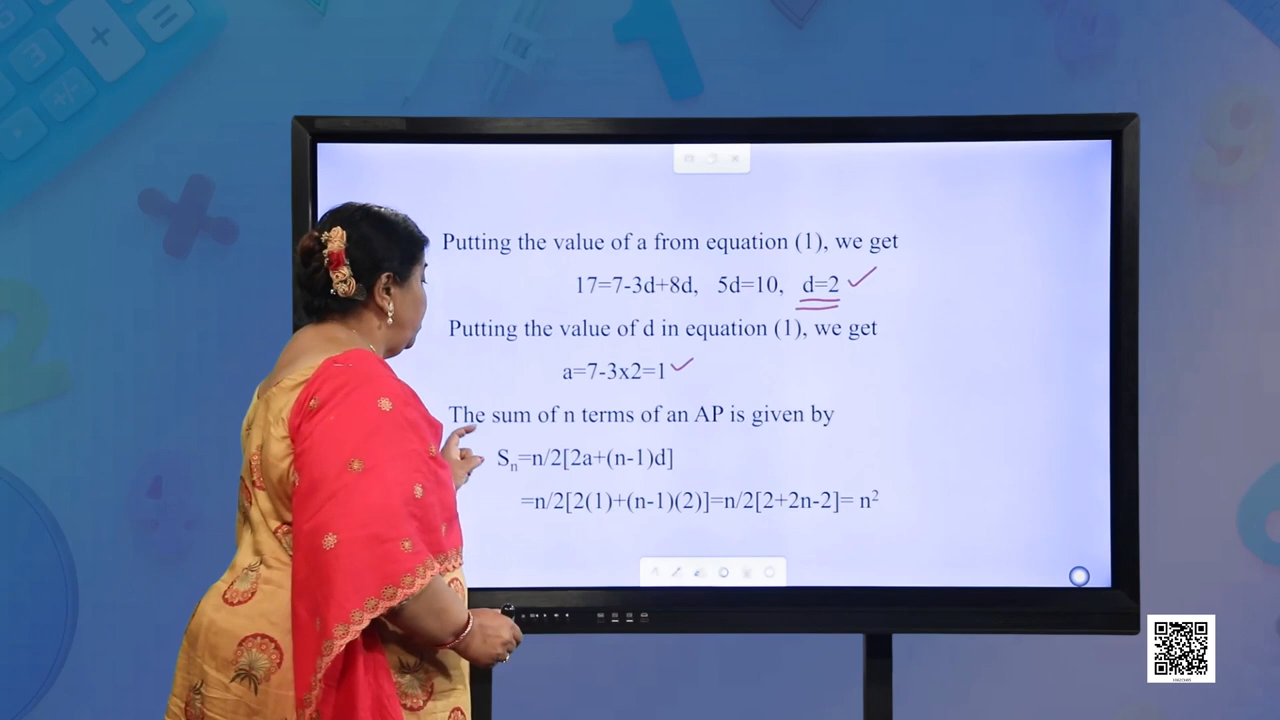 Putting the value of a from equation (1), we get
17=7-3d+8d, 5d=10, d=2
Putting the value of d in equation (1), we get
a=7-3x2=1
The sum of n terms of an AP is given by
Sₙ=n/2[2a+(n-1)d]
=n/2[2(1)+(n-1)(2)]=n/2[2+2n-2]= n²